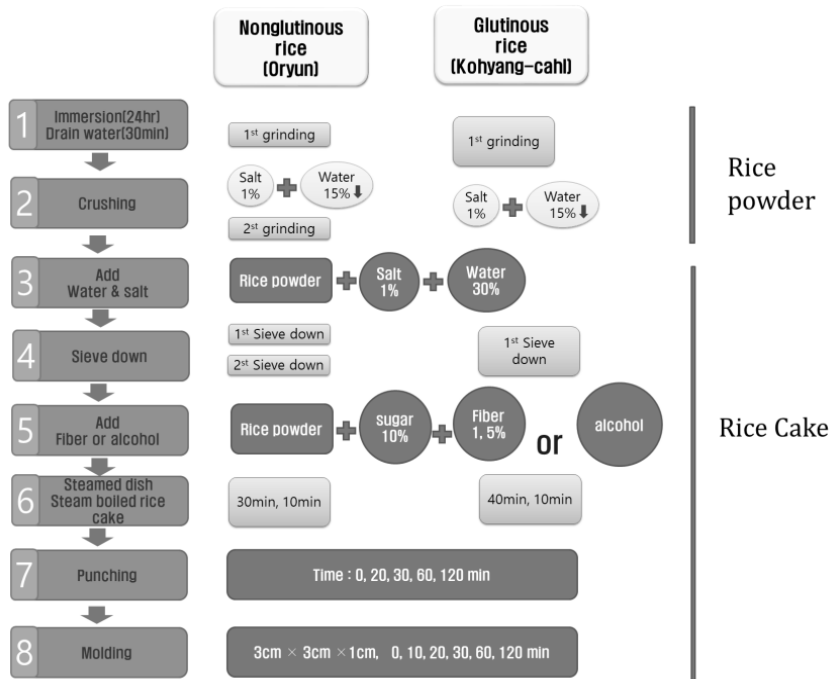 Nonglutinous
rice
(Oryun)
Glutinous
rice
(Kohyang-cahl)
1
Immersion(24hr)
Drain water(30min)
1st grinding
1st grinding
Rice
powder
Salt
1%
Water
15%
2
Crushing
Salt
1%
Water
15%
2st grinding
3
Add
Water & salt
Rice powder
Salt
1%
Water
30%
4
Sieve down
1st Sieve down
2st Sieve down
1st Sieve
down
5
Add
Fiber or alcohol
Rice powder
sugar
10%
Fiber
1, 5%
or
alcohol
Rice Cake
6
Steamed dish
Steam boiled rice
cake
30min, 10min
40min, 10min
7
Punching
Time : 0, 20, 30, 60, 120 min
8
Molding
3cm × 3cm ×1cm, 0, 10, 20, 30, 60, 120 min